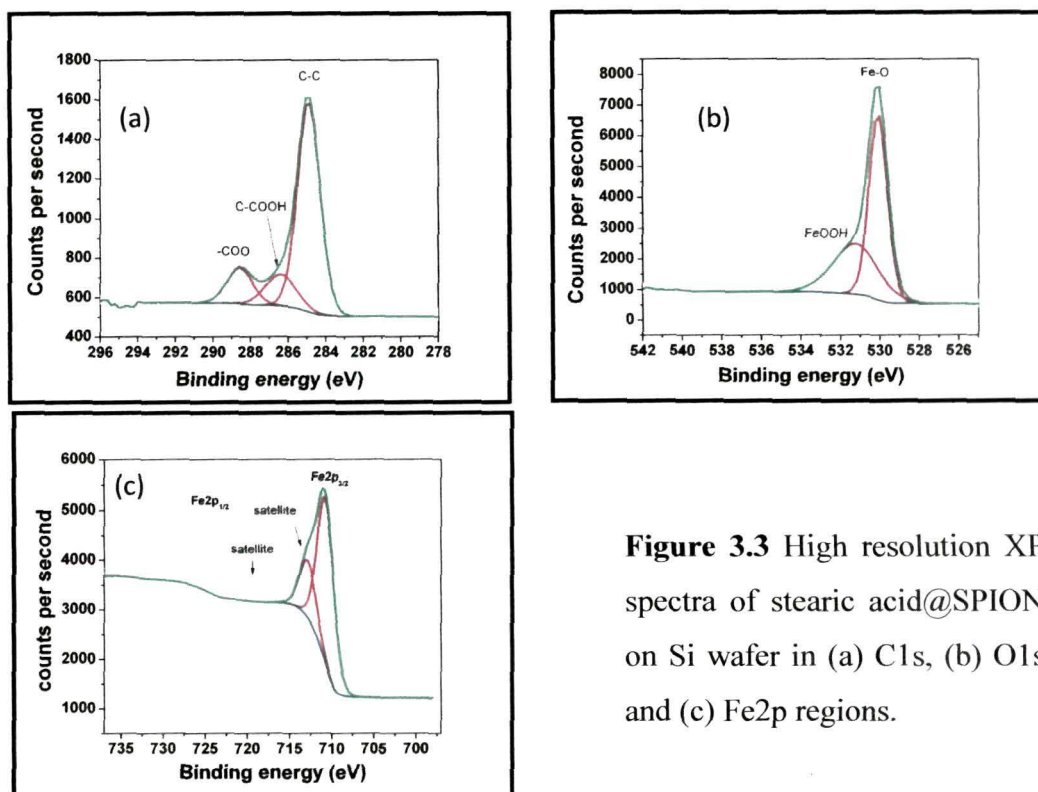 (a)
C-C
C-COOH
-COO
1800
1600
1400
1200
1000
800
600
400
Counts per second
296 294 292 290 288 286 284 282 280 278
Binding energy (eV)
(b)
Fe-O
FeOOH
8000
7000
6000
5000
4000
3000
2000
1000
0
Counts per second
542 540 538 536 534 532 530 528 526
Binding energy (eV)
(c)
Fe2p3/2
Fe2p1/2
satellite
satellite
6000
5000
4000
3000
2000
1000
counts per second
735 730 725 720 715 710 705 700
Binding energy (eV)
Figure 3.3 High resolution XP
spectra of stearic acid@SPION
on Si wafer in (a) C1s, (b) O1s
and (c) Fe2p regions.